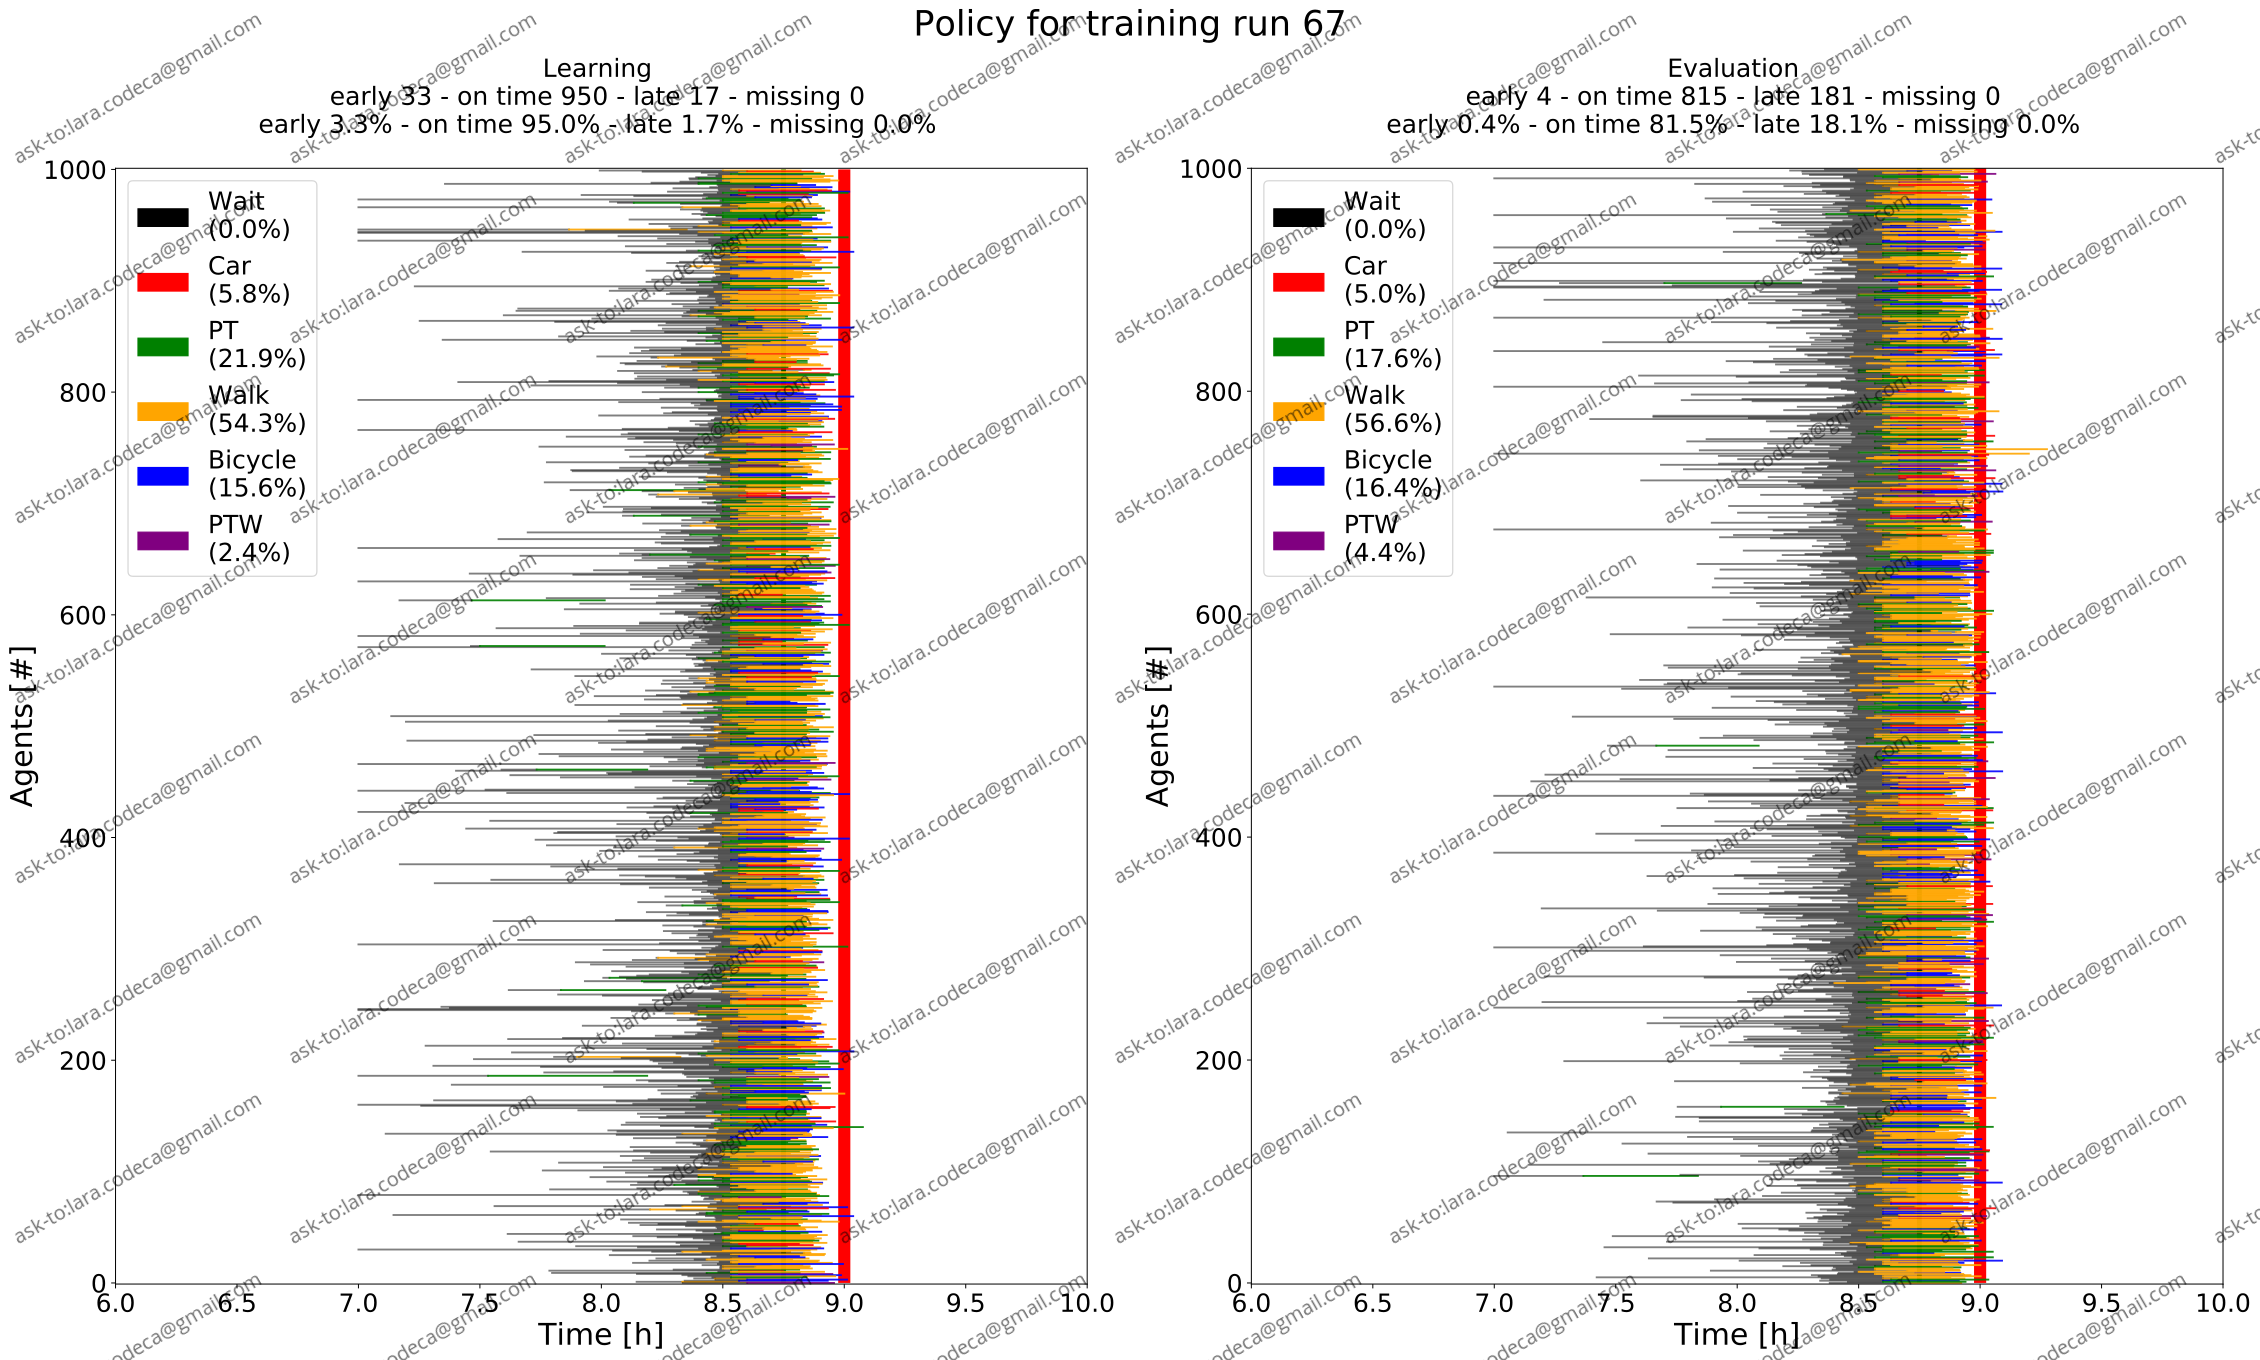 Policy for training run 67
Learning
early 33 - on time 950 - late 17 - missing 0
early 3.3% - on time 95.0% - late 1.7% - missing 0.0%
Agents [#]
1000
800
600
400
200
0
Wait
(0.0%)
Car
(5.8%)
PT
(21.9%)
Walk
(54.3%)
Bicycle
(15.6%)
PTW
(2.4%)
6.0 6.5 7.0 7.5 8.0 8.5 9.0 9.5 10.0
Time [h]
Evaluation
early 4 - on time 815 - late 181 - missing 0
early 0.4% - on time 81.5% - late 18.1% - missing 0.0%
Agents [#]
1000
800
600
400
200
0
Wait
(0.0%)
Car
(5.0%)
PT
(17.6%)
Walk
(56.6%)
Bicycle
(16.4%)
PTW
(4.4%)
6.0 6.5 7.0 7.5 8.0 8.5 9.0 9.5 10.0
Time [h]
ask-to:lara.codeca@gmail.com